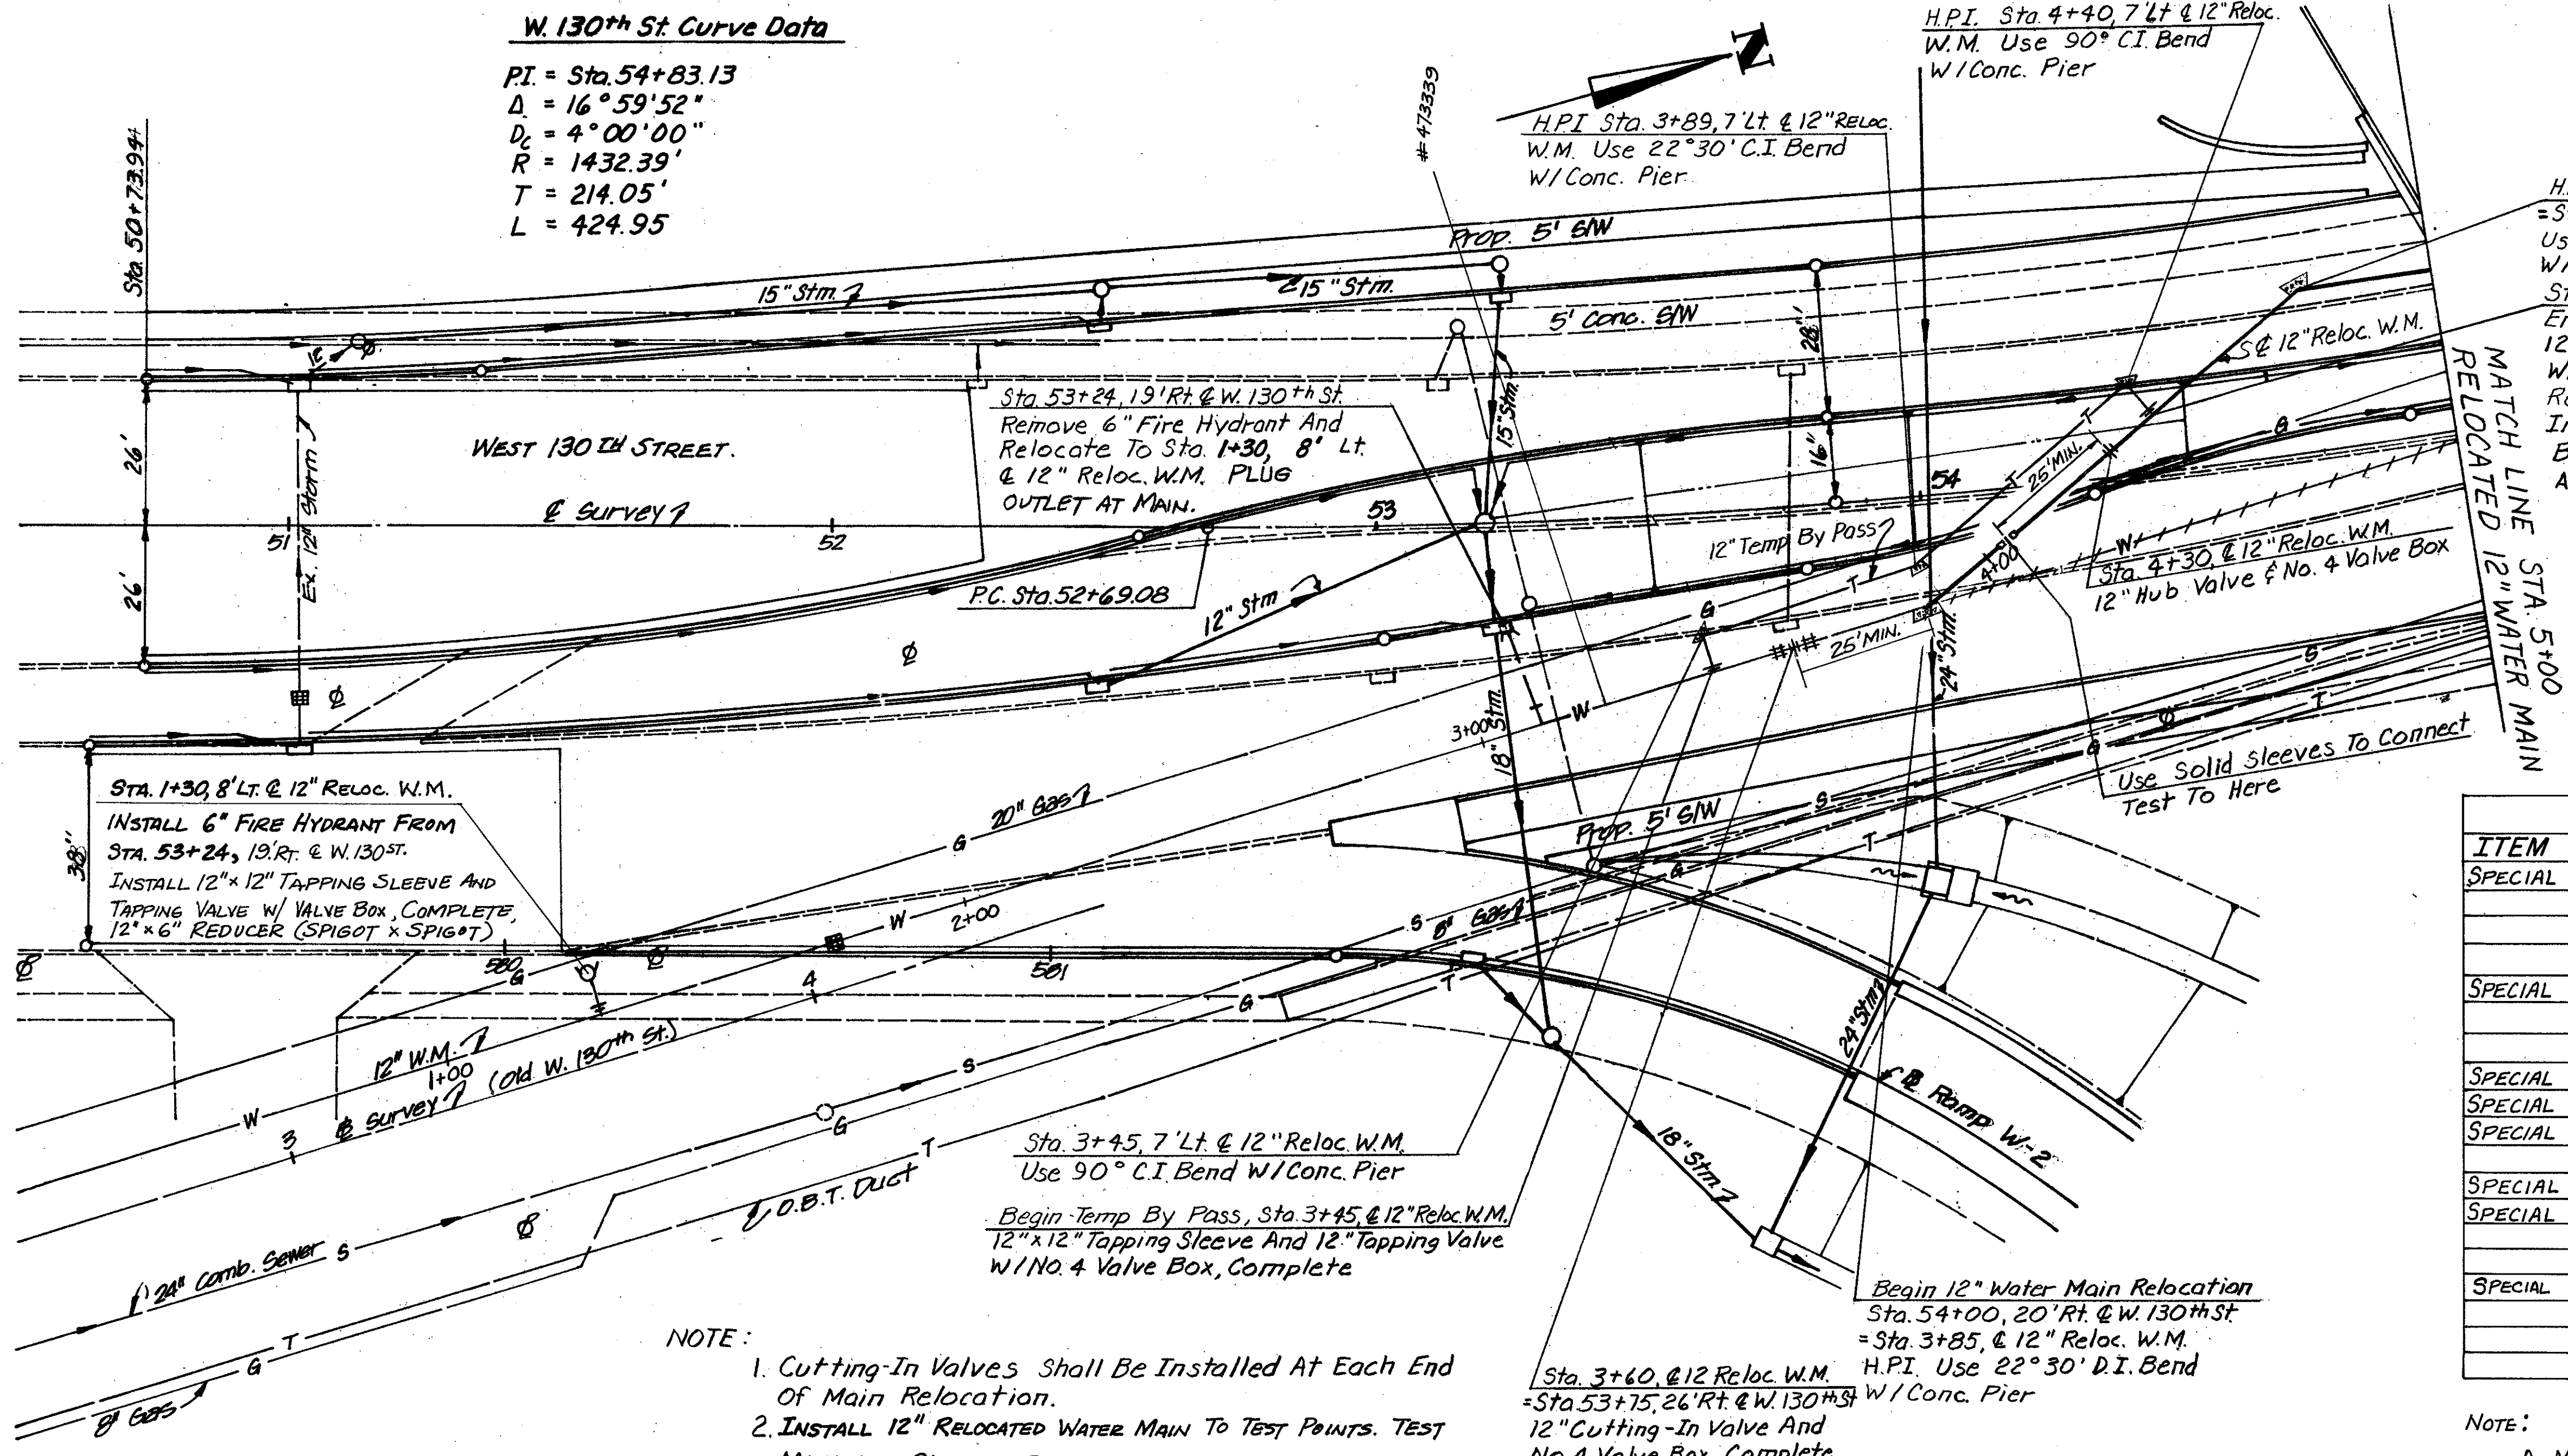 W. 130th St. Curve Data
P.I. = Sta. 54+83.13
Δ = 16°59'52"
Dc = 4°00'00"
R = 1432.39'
T = 214.05'
L = 424.95
Sta. 50+73.94
#4733339
N
H.P.I. Sta. 4+40, 7' Lt ℄ 12" Reloc.
W.M. Use 90° C.I. Bend
W/Conc. Pier
H.P.I Sta. 3+89, 7' Lt. ℄ 12" RELOC.
W.M. Use 22°30' C.I. Bend
W/Conc. Pier
Prop. 5' S/W
15" Stm.
15" Stm.
5' Conc. S/W
28'
12"
26'
WEST 130TH STREET.
Ex. 12" Storm
℄ Survey
51
52
53
54
26'
Sta. 53+24, 19' Rt. ℄ W. 130th St.
Remove 6" Fire Hydrant And
Relocate To Sta. 1+30, 8' Lt.
℄ 12" Reloc. W.M. PLUG
OUTLET AT MAIN.
15" Stm.
16'
℄ 12" Reloc. W.M.
25' MIN.
T
T
G
12" Temp By Pass
P.C. Sta. 52+69.08
12" Stm
4+00
W
Sta. 4+30, ℄ 12" Reloc. W.M.
12" Hub Valve & No. 4 Valve Box
MATCH LINE STA. 5+00
RELOCATED 12" WATER MAIN
25' MIN.
24" Stm.
18" Stm.
3+00
W
20" Gas
G
S
T
G
Use Solid Sleeves To Connect
Test To Here
38'
STA. 1+30, 8' LT. ℄ 12" RELOC. W.M.
INSTALL 6" FIRE HYDRANT FROM
STA. 53+24, 19' RT. ℄ W. 130 ST.
INSTALL 12"x 12" TAPPING SLEEVE AND
TAPPING VALVE W/ VALVE BOX, COMPLETE,
12"x 6" REDUCER (SPIGOT x SPIGOT)
Prop. 5' S/W
S
T
G
S
8" Gas
W
2+00
580
G
581
4
G
T
12" W.M.
1+00
℄ Survey (Old W. 130th St.)
W
3
S
G
T
O.B.T. Duct
24" Comb. Sewer
S
T
G
8" Gas
24" Stm
℄ Ramp W-2
18" Stm.
Sta. 3+45, 7' Lt. ℄ 12" Reloc. W.M.
Use 90° C.I. Bend W/Conc. Pier
Begin Temp By Pass, Sta. 3+45, ℄ 12" Reloc. W.M.
12"x12" Tapping Sleeve And 12" Tapping Valve
W/No. 4 Valve Box, Complete
Begin 12" Water Main Relocation
Sta. 54+00, 20' Rt. ℄ W. 130th St.
=Sta. 3+85, ℄ 12" Reloc. W.M.
H.P.I. Use 22°30' D.I. Bend
W/Conc. Pier
Sta. 3+60, ℄ 12 Reloc. W.M.
=Sta 53+75, 26' Rt. ℄ W. 130th St
12" Cutting-In Valve And
No. 4 Valve Box, Complete
NOTE:
1. Cutting-In Valves Shall Be Installed At Each End
Of Main Relocation.
2. INSTALL 12" RELOCATED WATER MAIN TO TEST POINTS. TEST
ITEM
SPECIAL
SPECIAL
SPECIAL
SPECIAL
SPECIAL
SPECIAL
SPECIAL
SPECIAL
NOTE: